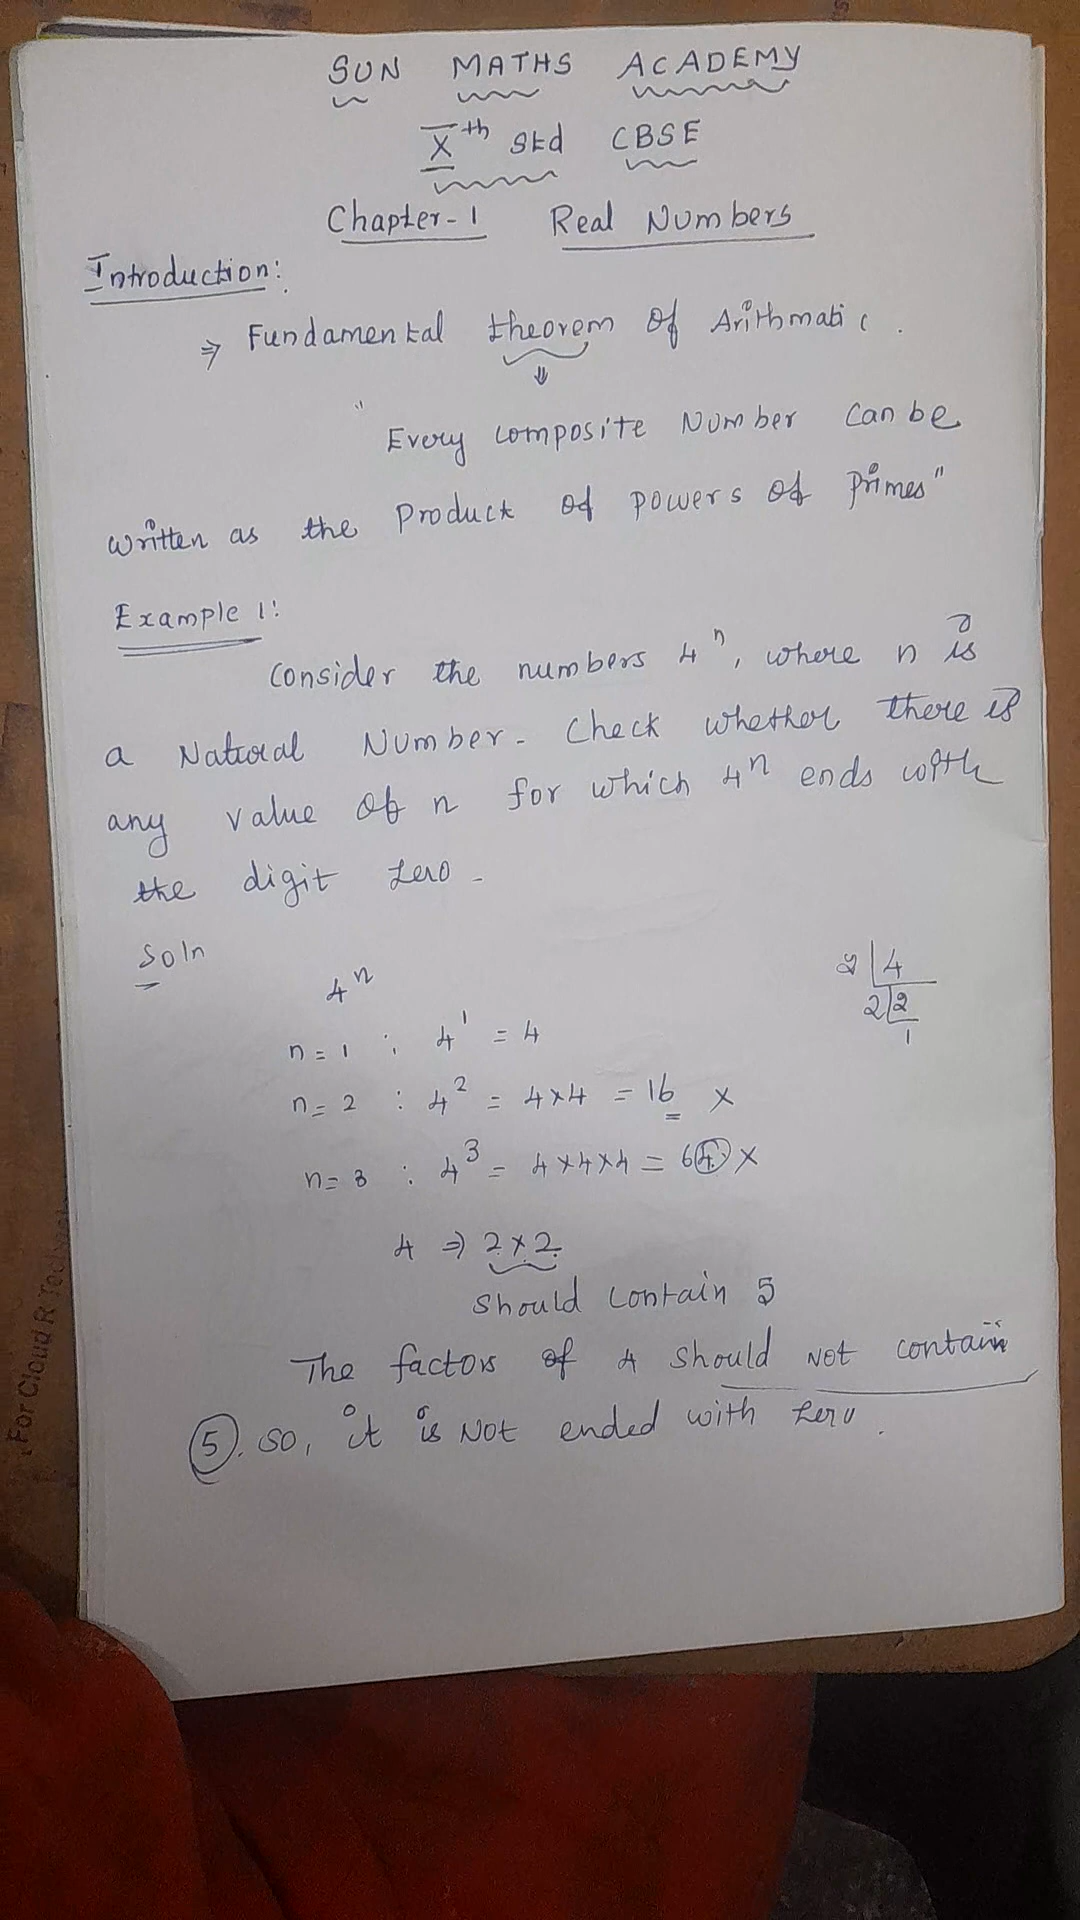 SUN MATHS ACADEMY
Xth Std CBSE
Chapter-1 Real Numbers
Introduction:
⇒ Fundamental theorem of Arithmatic.
⇓
"Every composite Number can be
written as the product of powers of primes"
Example 1:
Consider the numbers 4ⁿ, where n is
a Natural Number. Check whether there is
any value of n for which 4ⁿ ends with
the digit zero.
Soln
4ⁿ
2 | 4
2 | 2
1
n = 1 : 4¹ = 4
n = 2 : 4² = 4×4 = 16 ×
n = 3 : 4³ = 4×4×4 = 64 ×
4 ⇒ 2×2
should contain 5
The factors of 4 should NOT contain
5. SO, it is NOT ended with zero.
For Cloud R